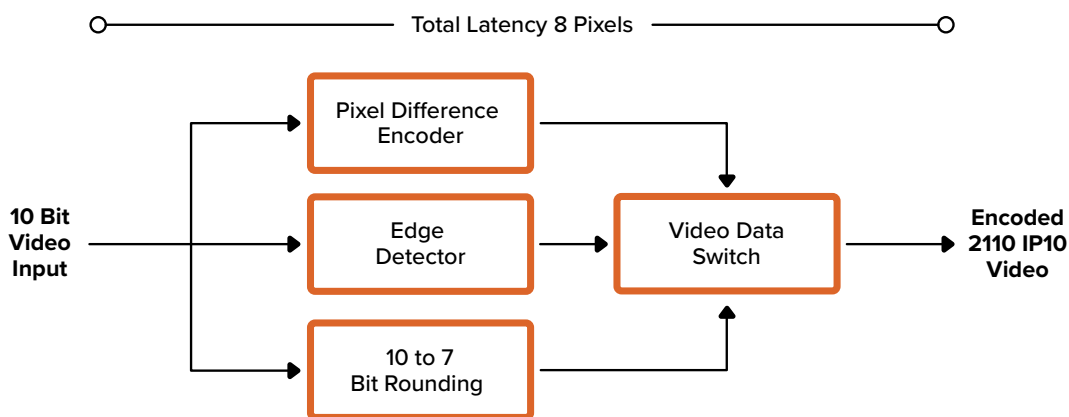 Total Latency 8 Pixels
Pixel Difference
Encoder
10 Bit
Video
Input
Edge
Detector
Video Data
Switch
Encoded
2110 IP10
Video
10 to 7
Bit Rounding